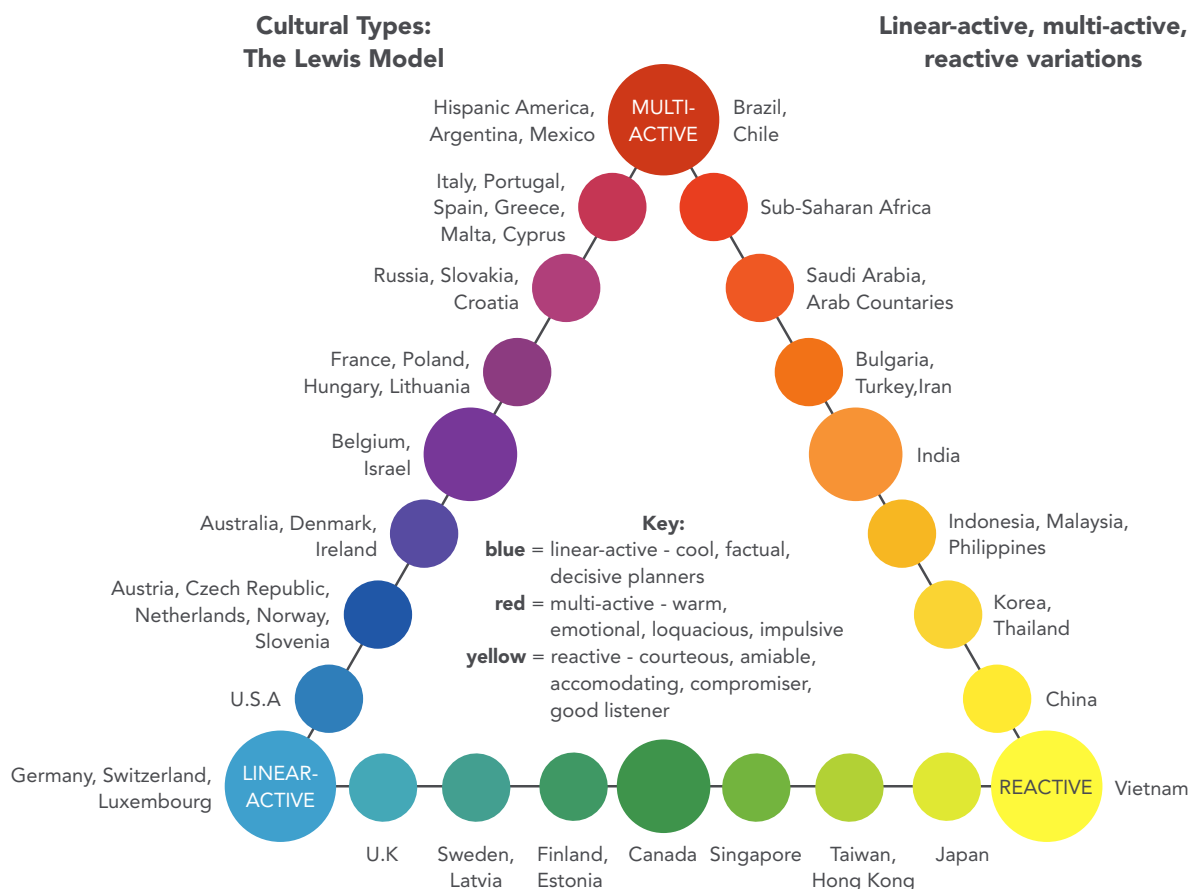 Cultural Types:
The Lewis Model
Linear-active, multi-active,
reactive variations
Hispanic America,
Argentina, Mexico
MULTI-
ACTIVE
Brazil,
Chile
Italy, Portugal,
Spain, Greece,
Malta, Cyprus
Sub-Saharan Africa
Russia, Slovakia,
Croatia
Saudi Arabia,
Arab Countaries
France, Poland,
Hungary, Lithuania
Bulgaria,
Turkey,Iran
Belgium,
Israel
India
Australia, Denmark,
Ireland
Indonesia, Malaysia,
Philippines
Key:
blue = linear-active - cool, factual,
decisive planners
red = multi-active - warm,
emotional, loquacious, impulsive
yellow = reactive - courteous, amiable,
accomodating, compromiser,
good listener
Austria, Czech Republic,
Netherlands, Norway,
Slovenia
Korea,
Thailand
U.S.A
China
Germany, Switzerland,
Luxembourg
LINEAR-
ACTIVE
REACTIVE
Vietnam
U.K
Sweden,
Latvia
Finland,
Estonia
Canada
Singapore
Taiwan,
Hong Kong
Japan